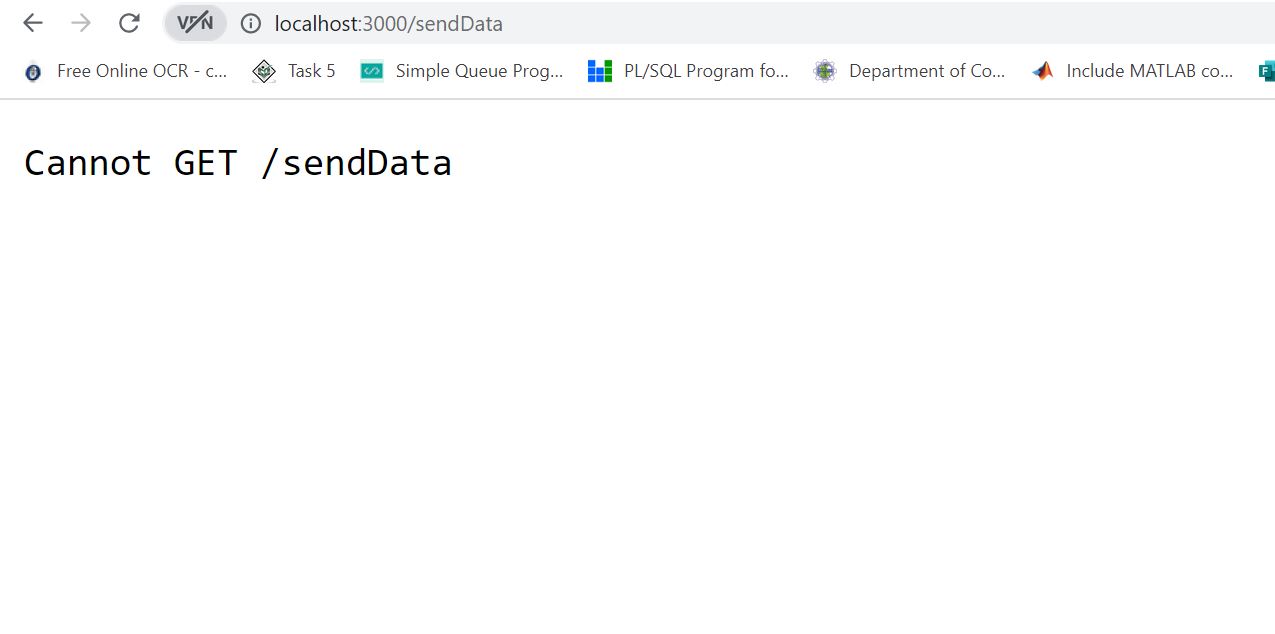 VPN localhost:3000/sendData
Free Online OCR - c... Task 5 Simple Queue Prog... PL/SQL Program fo... Department of Co... Include MATLAB co... F
Cannot GET /sendData